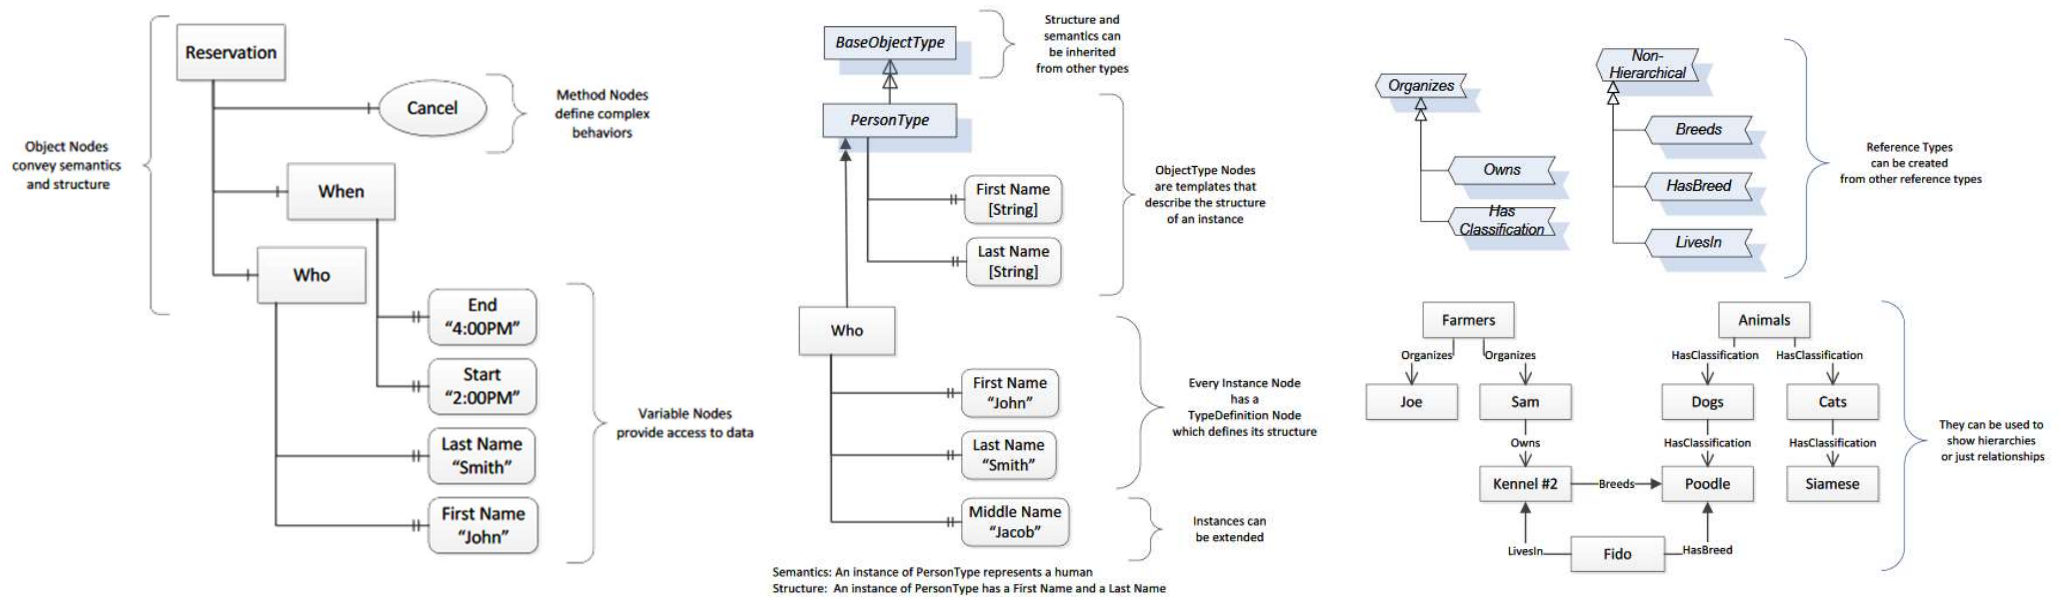 Reservation
Cancel
Method Nodes
define complex
behaviors
Object Nodes
convey semantics
and structure
When
Who
End
“4:00PM”
Start
“2:00PM”
Last Name
“Smith”
First Name
“John”
Variable Nodes
provide access to data
BaseObjectType
Structure and
semantics can
be inherited
from other types
PersonType
First Name
[String]
Last Name
[String]
ObjectType Nodes
are templates that
describe the structure
of an instance
Who
First Name
“John”
Last Name
“Smith”
Every Instance Node
has a
TypeDefinition Node
which defines its structure
Middle Name
“Jacob”
Instances can
be extended
Semantics: An instance of PersonType represents a human
Structure: An instance of PersonType has a First Name and a Last Name
Organizes
Owns
Has
Classification
Non-
Hierarchical
Breeds
HasBreed
LivesIn
Reference Types
can be created
from other reference types
Farmers
Organizes
Organizes
Joe
Sam
Owns
Kennel #2
Breeds
Animals
HasClassification
HasClassification
Dogs
Cats
HasClassification
HasClassification
Poodle
Siamese
LivesIn
Fido
HasBreed
They can be used to
show hierarchies
or just relationships